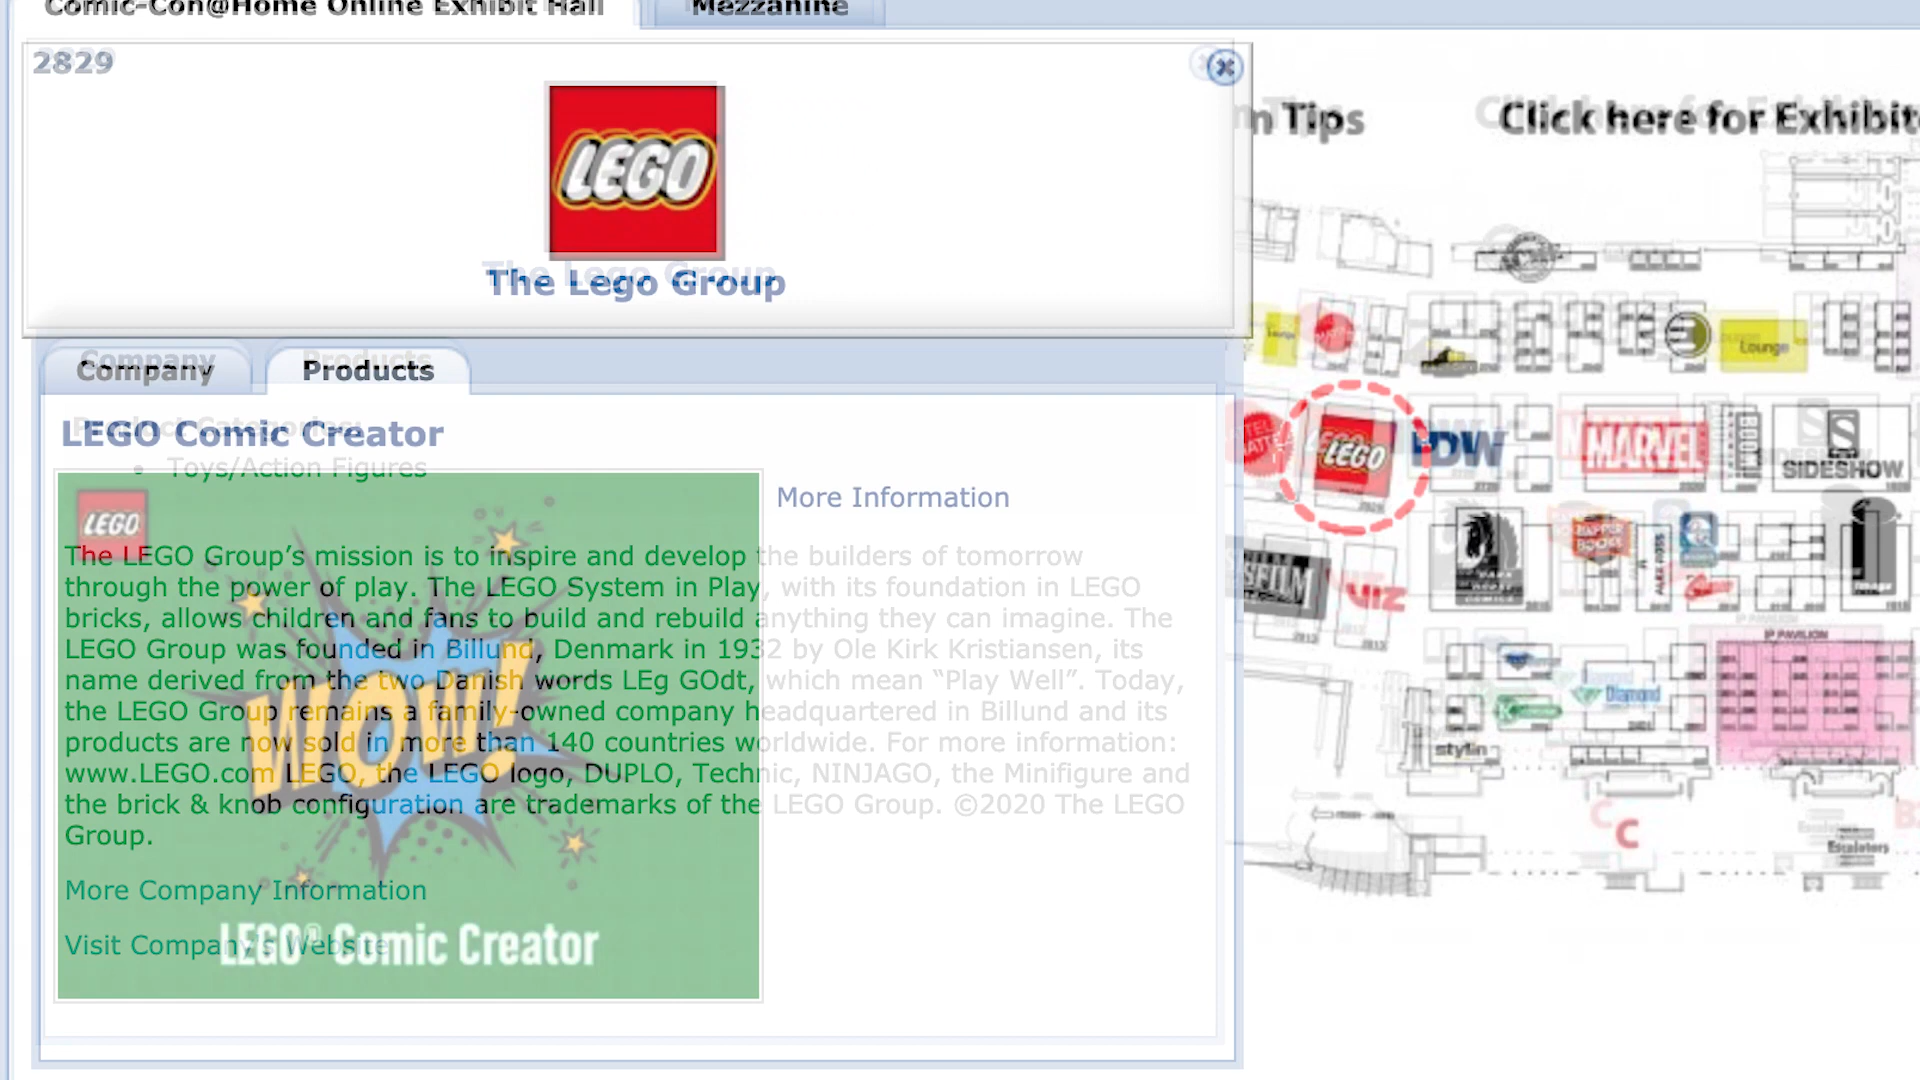 Comic-Con@Home Online Exhibit Hall
Mezzanine
2829
LEGO
The Lego Group
Company
Products
Product Categories:
LEGO Comic Creator
Toys/Action Figures
LEGO
More Information
The LEGO Group’s mission is to inspire and develop the builders of tomorrow
through the power of play. The LEGO System in Play, with its foundation in LEGO
bricks, allows children and fans to build and rebuild anything they can imagine. The
LEGO Group was founded in Billund, Denmark in 1932 by Ole Kirk Kristiansen, its
name derived from the two Danish words LEg GOdt, which mean “Play Well”. Today,
the LEGO Group remains a family-owned company headquartered in Billund and its
products are now sold in more than 140 countries worldwide. For more information:
www.LEGO.com LEGO, the LEGO logo, DUPLO, Technic, NINJAGO, the Minifigure and
the brick & knob configuration are trademarks of the LEGO Group. ©2020 The LEGO
Group.
WOW!
More Company Information
Visit Company's Website
LEGO® Comic Creator
Tips
Click here for
Lounge
Lounge
LEGO
IDW
MARVEL
SIDESHOW
VIZ
DARK HORSE
IP PAVILION
Diamond
stylin
C
C
Escalators